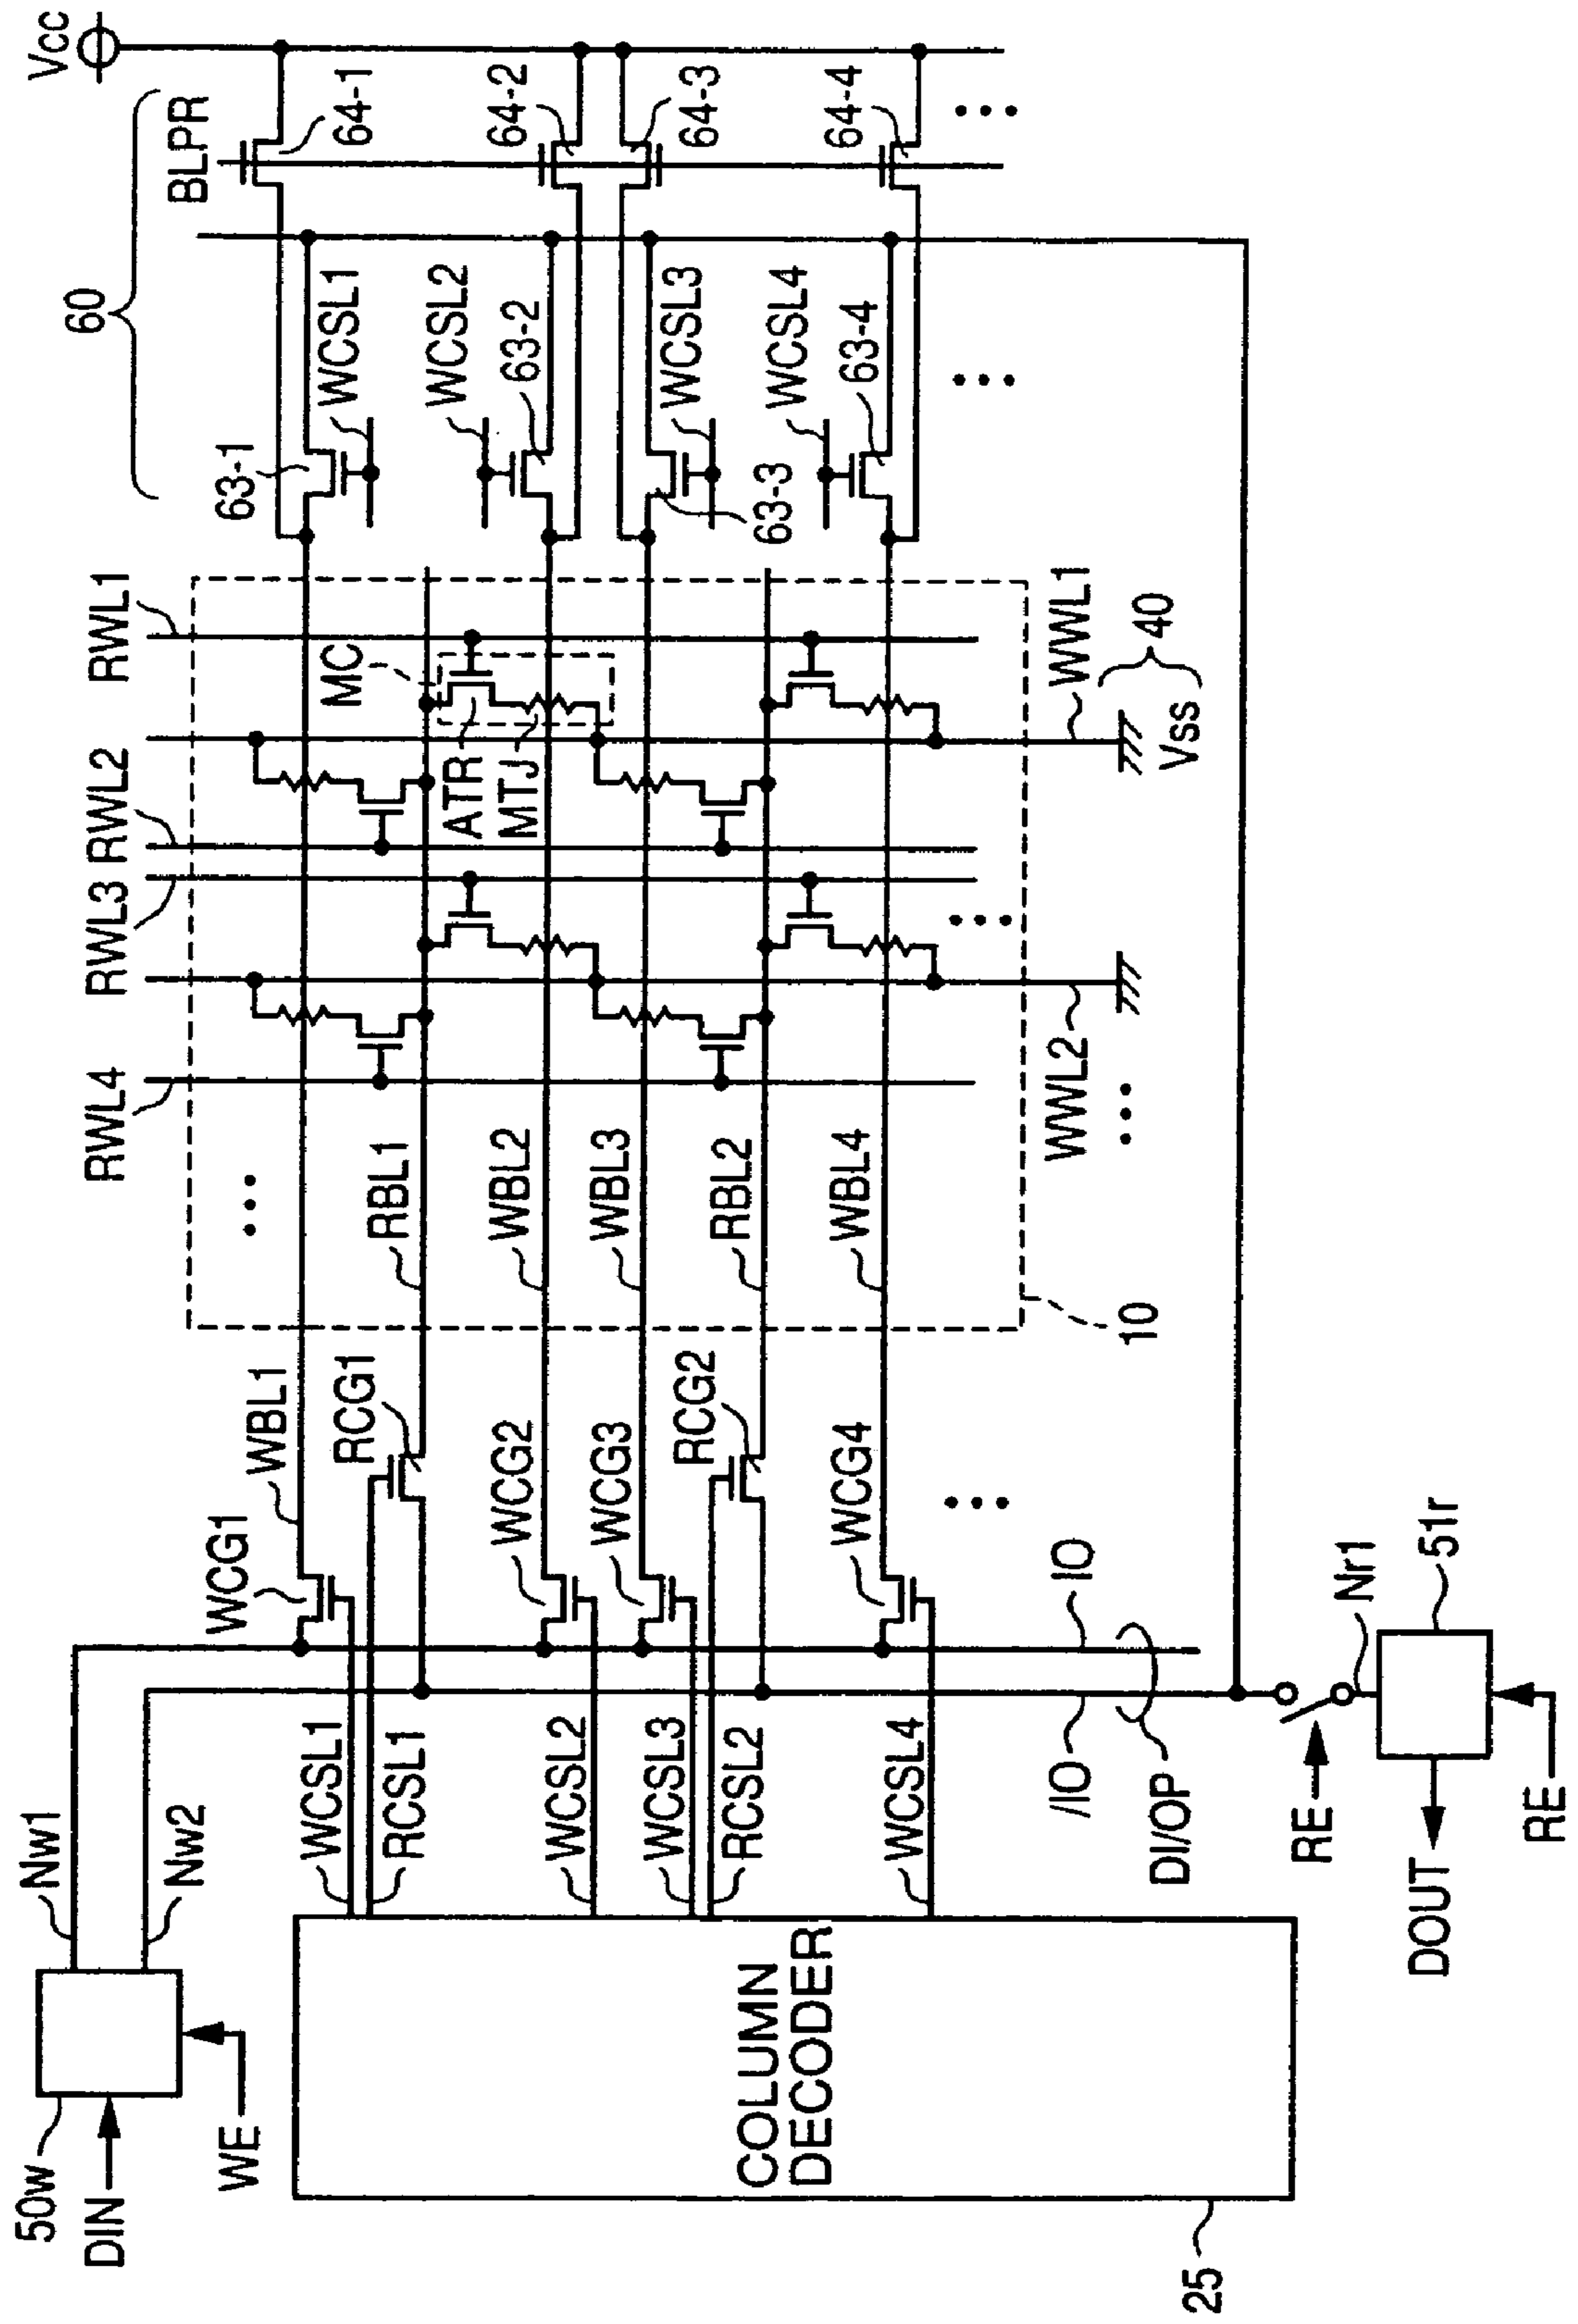 Vcc
BLPR
64-1
64-2
64-3
64-4
60
63-1
WCSL1
WCSL2
63-2
WCSL3
63-3
WCSL4
63-4
RWL1
RWL2
RWL3
RWL4
MC
ATR
MTJ
WWL1
40
Vss
WWL2
RBL1
WBL2
WBL3
RBL2
WBL4
10
WBL1
WCG1
RCG1
WCG2
WCG3
RCG2
WCG4
IO
/IO
DI/OP
Nr1
51r
RE
RE
DOUT
Nw1
Nw2
WCSL1
RCSL1
WCSL2
WCSL3
RCSL2
WCSL4
50w
DIN
WE
COLUMN
DECODER
25